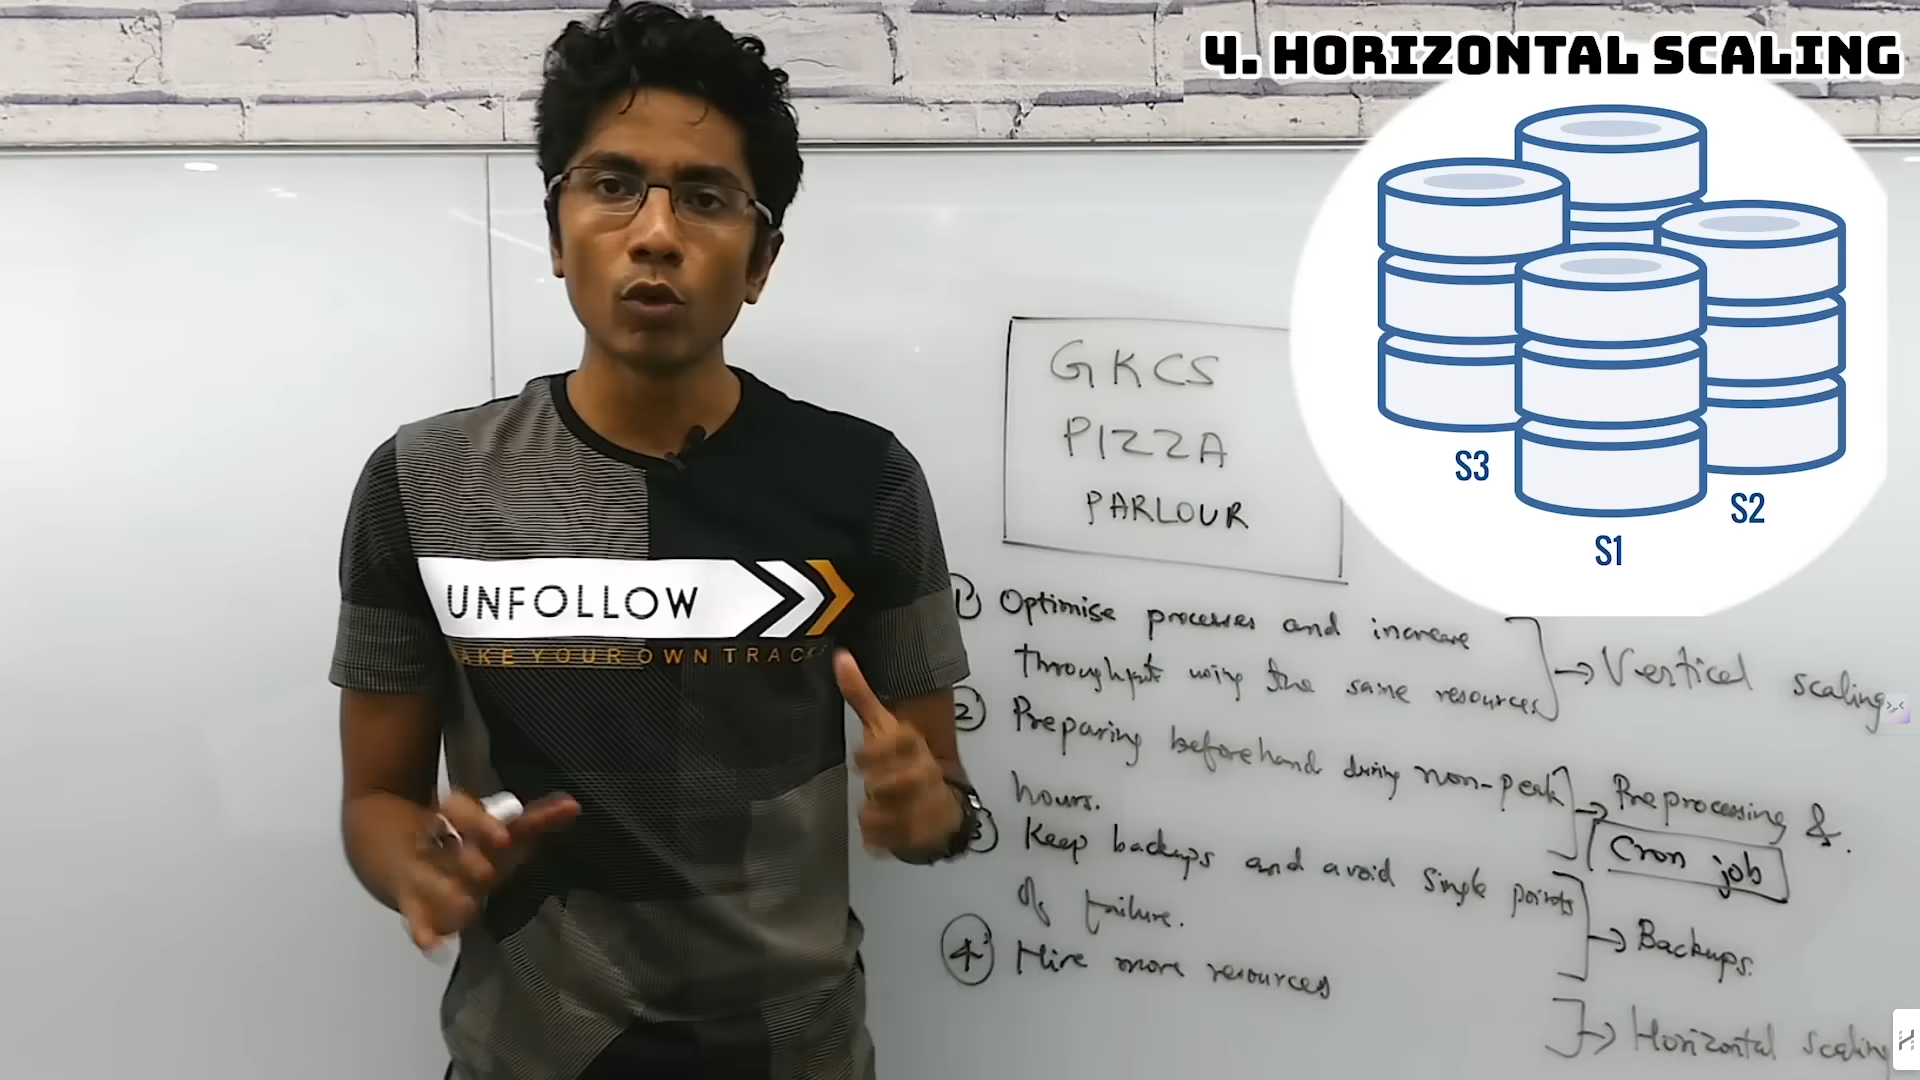 4. HORIZONTAL SCALING
S3
S2
S1
GKCS
PIZZA
PARLOUR
UNFOLLOW
MAKE YOUR OWN TRACK
1) Optimise processes and increase
throughput using the same resources
→ Vertical scaling
2) Preparing beforehand during non-peak
hours.
→ Preprocessing &
Cron job
3) Keep backups and avoid single points
of failure.
→ Backups.
4 Hire more resources
→ Horizontal scaling